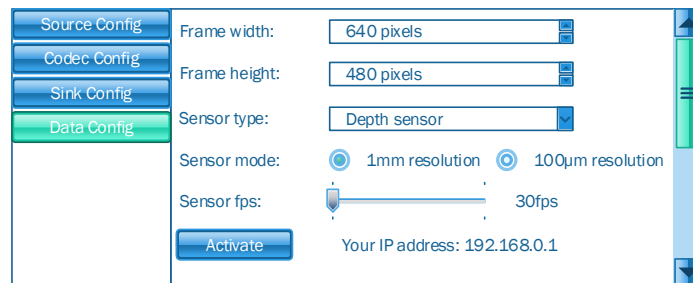 Source Config
Codec Config
Sink Config
Data Config
Frame width: 640 pixels
Frame height: 480 pixels
Sensor type: Depth sensor
Sensor mode: 1mm resolution 100µm resolution
Sensor fps: 30fps
Activate Your IP address: 192.168.0.1